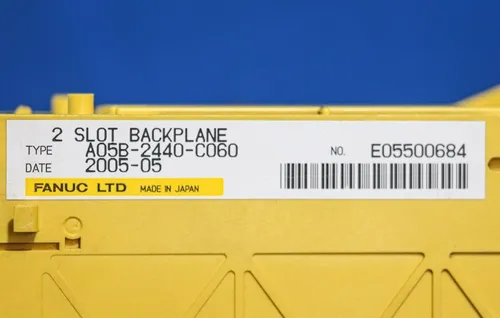 2 SLOT BACKPLANE
TYPE A05B-2440-C060
DATE 2005-05
FANUC LTD MADE IN JAPAN
NO. E05500684